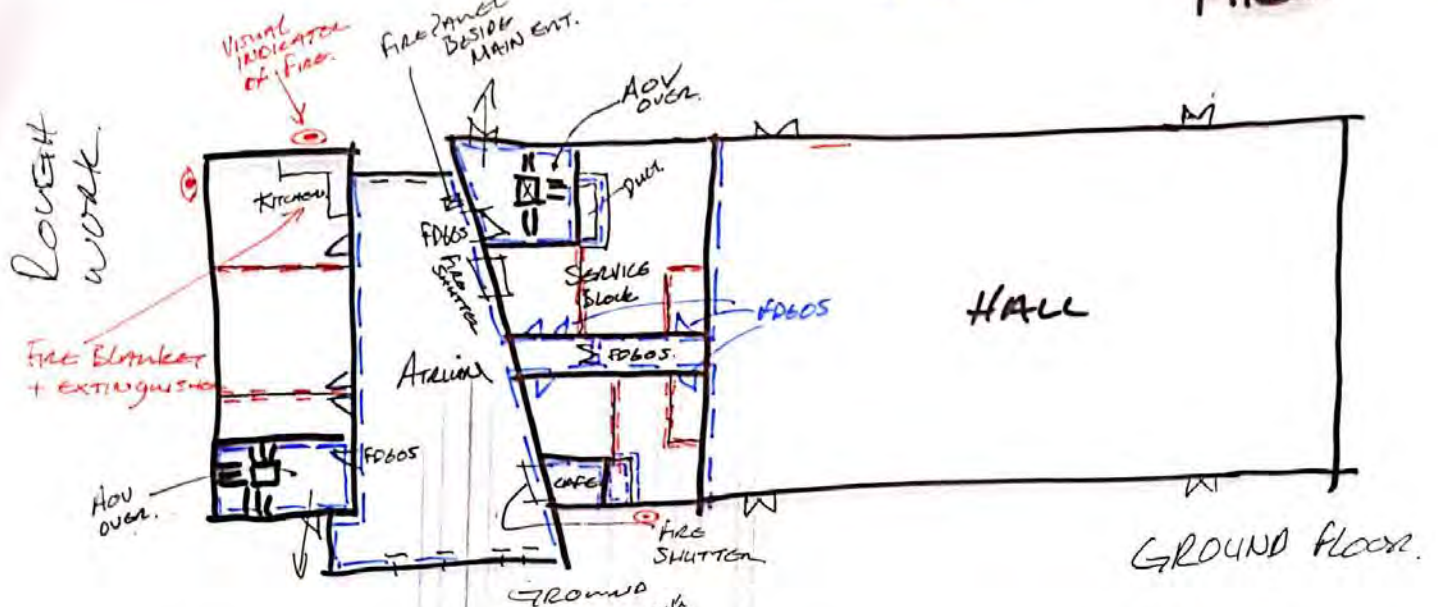 ROUGH
WORK.
VISUAL
INDICATOR
OF FIRE.
FIRE PANEL
BESIDE
MAIN ENT.
AOV
OVER.
KITCHEN
DUCT.
FD60S
FIRE
SHUTTER
SERVICE
Block
FD60S
FD60S.
HALL
ATRIUM
FIRE BLANKET
+ EXTINGUISHER
FD60S
AOV
OVER.
CAFE
FIRE
SHUTTER
GROUND FLOOR.
GROUND